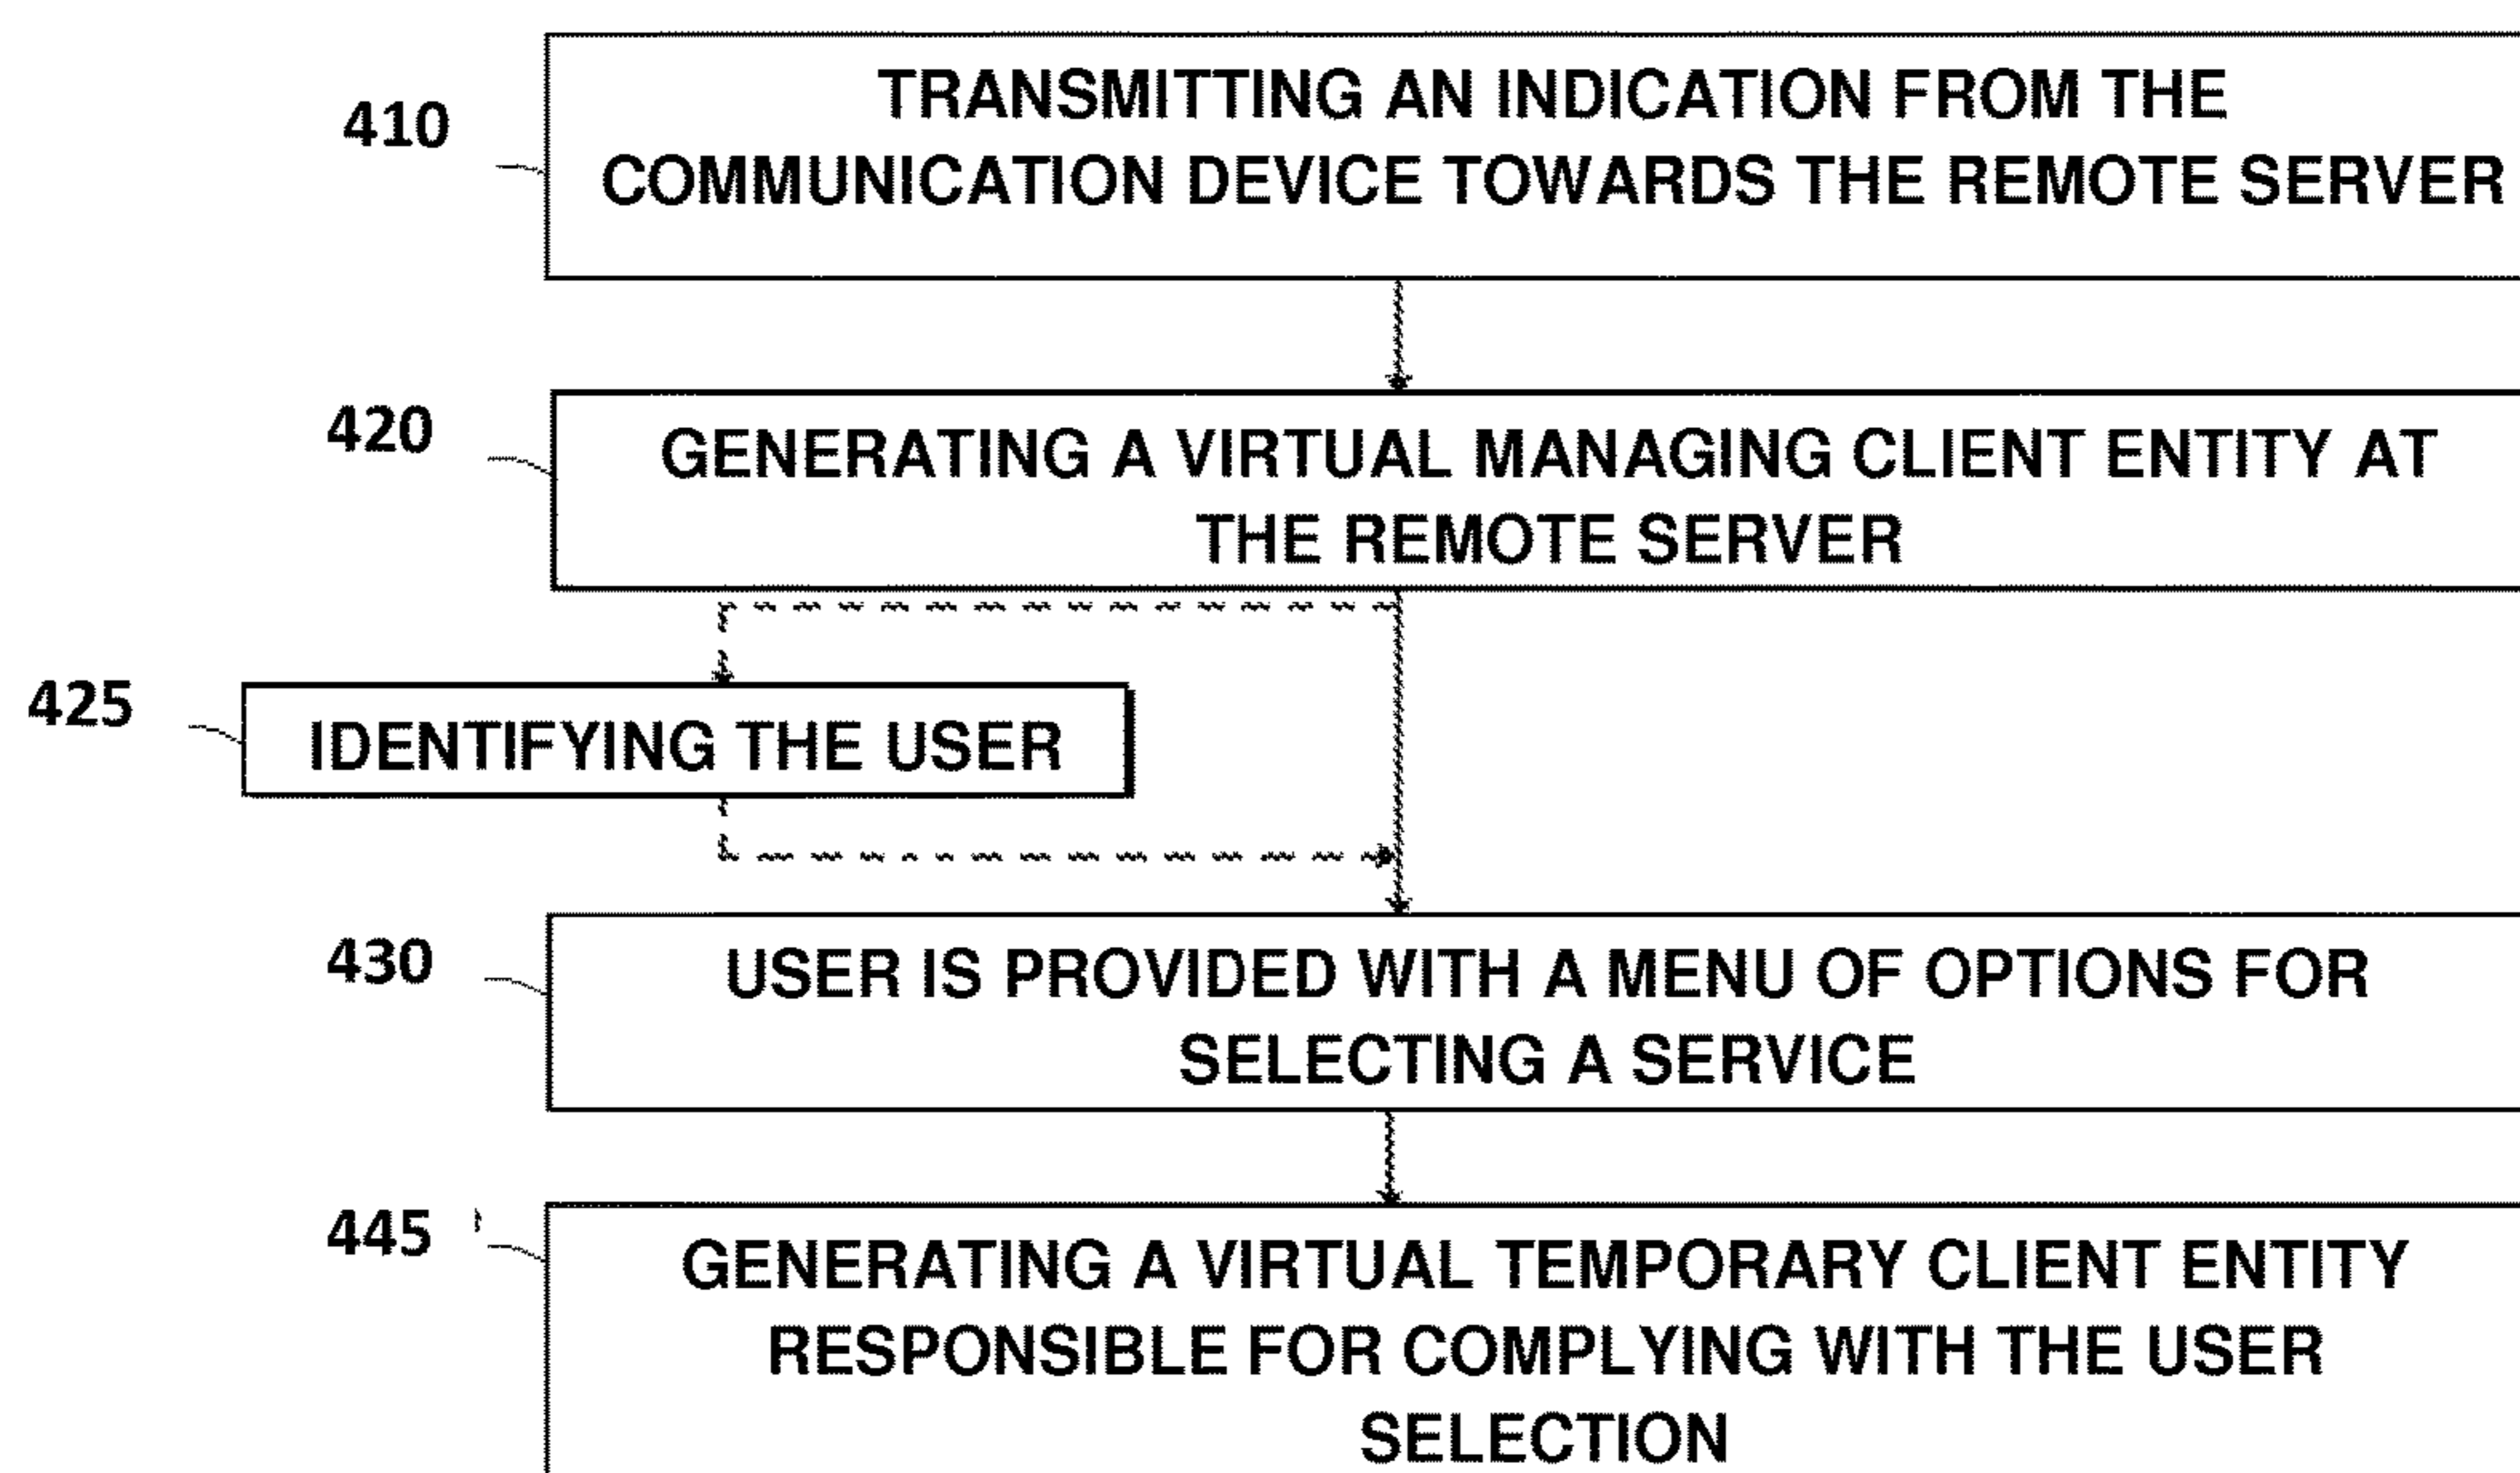 410
TRANSMITTING AN INDICATION FROM THE
COMMUNICATION DEVICE TOWARDS THE REMOTE SERVER
420
GENERATING A VIRTUAL MANAGING CLIENT ENTITY AT
THE REMOTE SERVER
425
IDENTIFYING THE USER
430
USER IS PROVIDED WITH A MENU OF OPTIONS FOR
SELECTING A SERVICE
445
GENERATING A VIRTUAL TEMPORARY CLIENT ENTITY
RESPONSIBLE FOR COMPLYING WITH THE USER
SELECTION